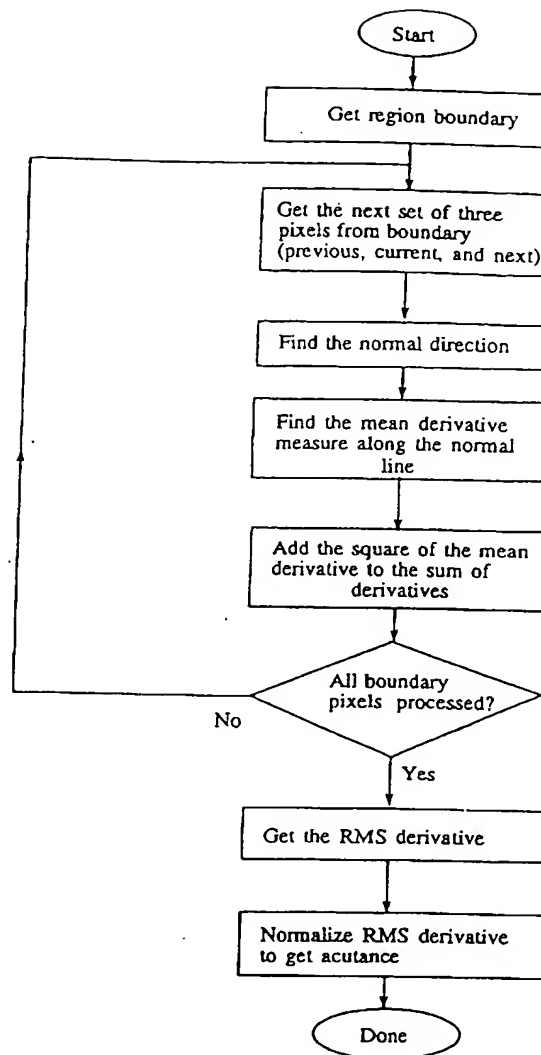 Start
Get region boundary
Get the next set of three
pixels from boundary
(previous, current, and next)
Find the normal direction
Find the mean derivative
measure along the normal
line
Add the square of the mean
derivative to the sum of
derivatives
All boundary
pixels processed?
No
Yes
Get the RMS derivative
Normalize RMS derivative
to get acutance
Done